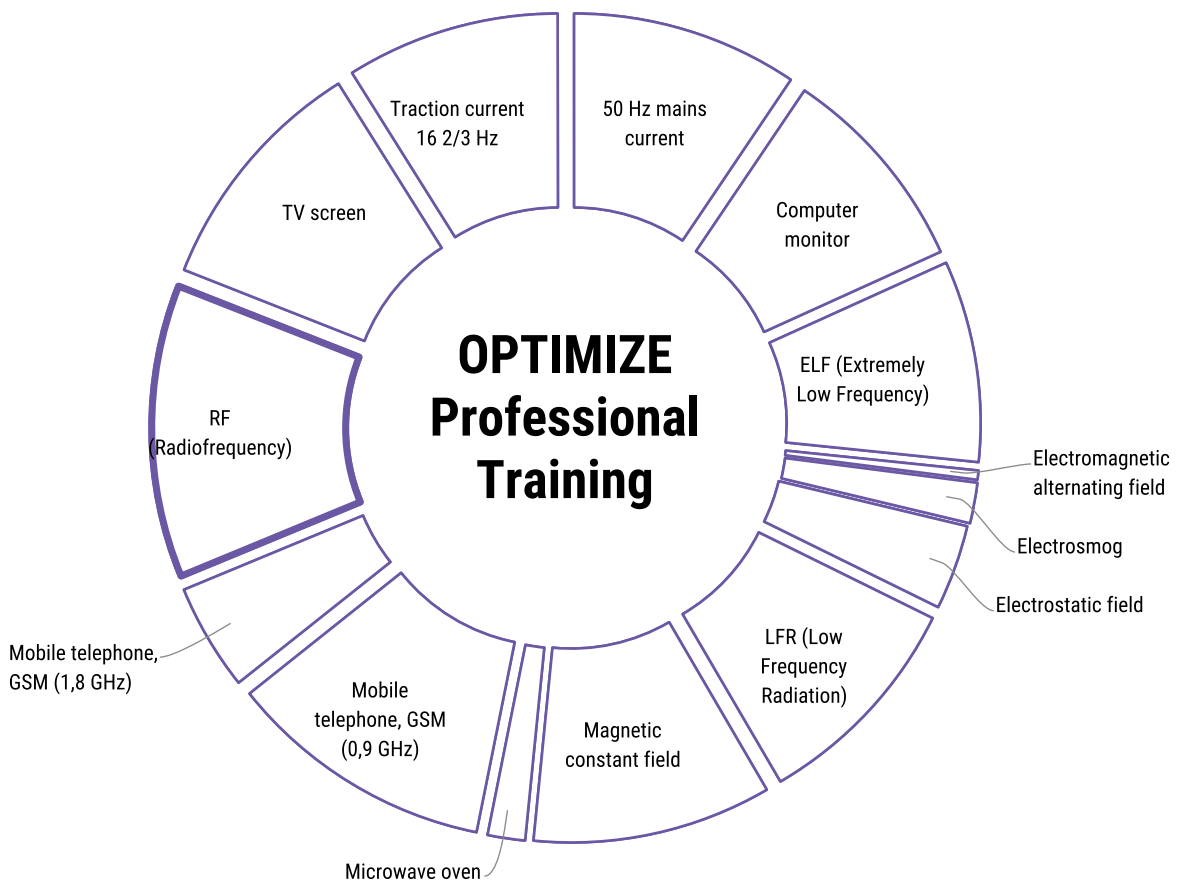 Traction current
16 2/3 Hz
50 Hz mains
current
TV screen
Computer
monitor
OPTIMIZE
Professional
Training
ELF (Extremely
Low Frequency)
RF
(Radiofrequency)
Electromagnetic
alternating field
Electrosmog
Electrostatic field
LFR (Low
Frequency
Radiation)
Mobile telephone,
GSM (1,8 GHz)
Mobile
telephone, GSM
(0,9 GHz)
Magnetic
constant field
Microwave oven